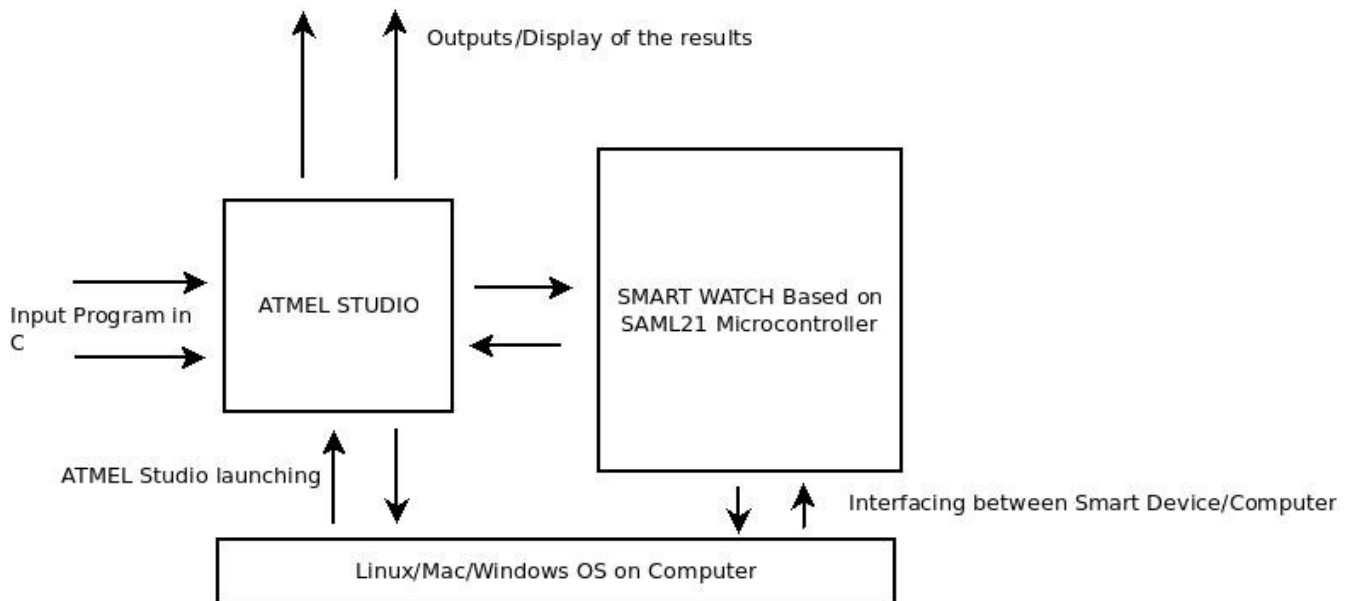 Outputs/Display of the results
SMART WATCH Based on
SAML21 Microcontroller
ATMEL STUDIO
Input Program in
C
ATMEL Studio launching
Interfacing between Smart Device/Computer
Linux/Mac/Windows OS on Computer